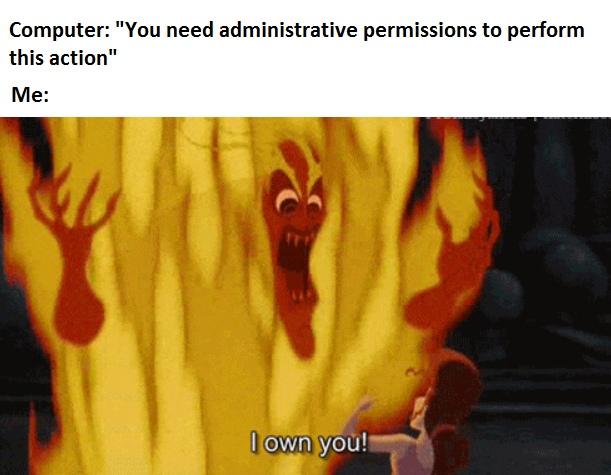 Computer: "You need administrative permissions to perform
this action"
Me:
I own you!